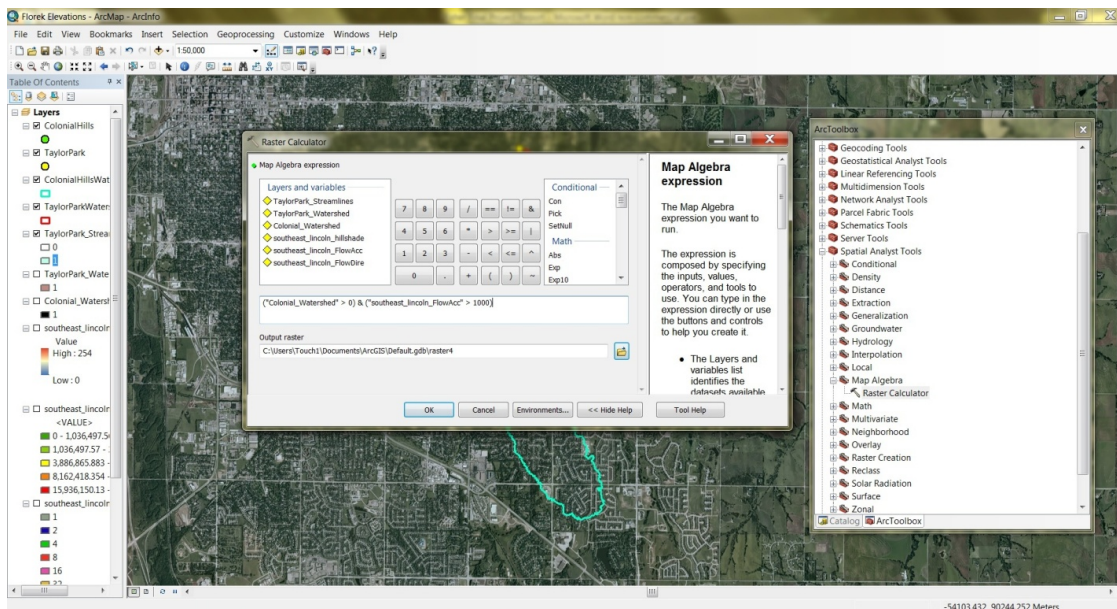 Florek Elevations - ArcMap - ArcInfo
File Edit View Bookmarks Insert Selection Geoprocessing Customize Windows Help
1:50,000
Table Of Contents
Layers
ColonialHills
TaylorPark
ColonialHillsWat
TaylorParkWaters
TaylorPark_Strea
0
1
TaylorPark_Wate
1
Colonial_Watersh
1
southeast_lincoln
Value
High : 254
Low : 0
southeast_lincoln
<VALUE>
0 - 1,036,497.5
1,036,497.57 -
3,886,865.883 -
8,162,418.354 -
15,936,150.13 -
southeast_lincoln
1
2
4
8
16
32
Raster Calculator
Map Algebra expression
Layers and variables
TaylorPark_Streamlines
TaylorPark_Watershed
Colonial_Watershed
southeast_lincoln_hillshade
southeast_lincoln_FlowAcc
southeast_lincoln_FlowDire
7 8 9 / == != &
4 5 6 * > >= |
1 2 3 - < <= ^
0 . + ( ) ~
Conditional
Con
Pick
SetNull
Math
Abs
Exp
Exp10
("Colonial_Watershed" > 0) & ("southeast_lincoln_FlowAcc" > 1000)
Output raster
C:\Users\Touch1\Documents\ArcGIS\Default.gdb\raster4
OK Cancel Environments... << Hide Help Tool Help
Map Algebra
expression
The Map Algebra
expression you want to
run.
The expression is
composed by specifying
the inputs, values,
operators, and tools to
use. You can type in the
expression directly or use
the buttons and controls
to help you create it.
• The Layers and
variables list
identifies the
datasets available
ArcToolbox
Geocoding Tools
Geostatistical Analyst Tools
Linear Referencing Tools
Multidimension Tools
Network Analyst Tools
Parcel Fabric Tools
Schematics Tools
Server Tools
Spatial Analyst Tools
Conditional
Density
Distance
Extraction
Generalization
Groundwater
Hydrology
Interpolation
Local
Map Algebra
Raster Calculator
Math
Multivariate
Neighborhood
Overlay
Raster Creation
Reclass
Solar Radiation
Surface
Zonal
Catalog ArcToolbox
-54103.432 90244.252 Meters